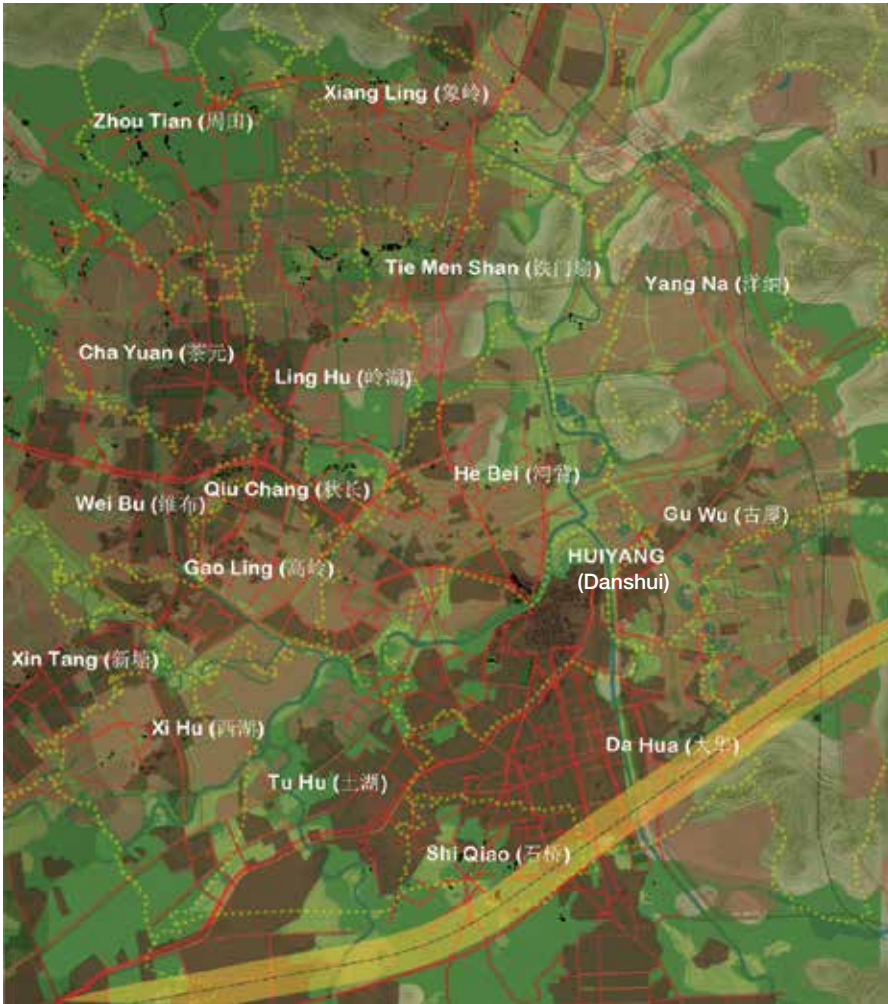 Xiang Ling (象岭)
Zhou Tian (周田)
Tie Men Shan (铁门扇)
Yang Na (洋纳)
Cha Yuan (茶元)
Ling Hu (岭湖)
He Bei (河背)
Qiu Chang (秋长)
Wei Bu (维布)
Gu Wu (古屋)
HUIYANG
(Danshui)
Gao Ling (高岭)
Xin Tang (新塘)
Xi Hu (西湖)
Da Hua (大华)
Tu Hu (土湖)
Shi Qiao (石桥)